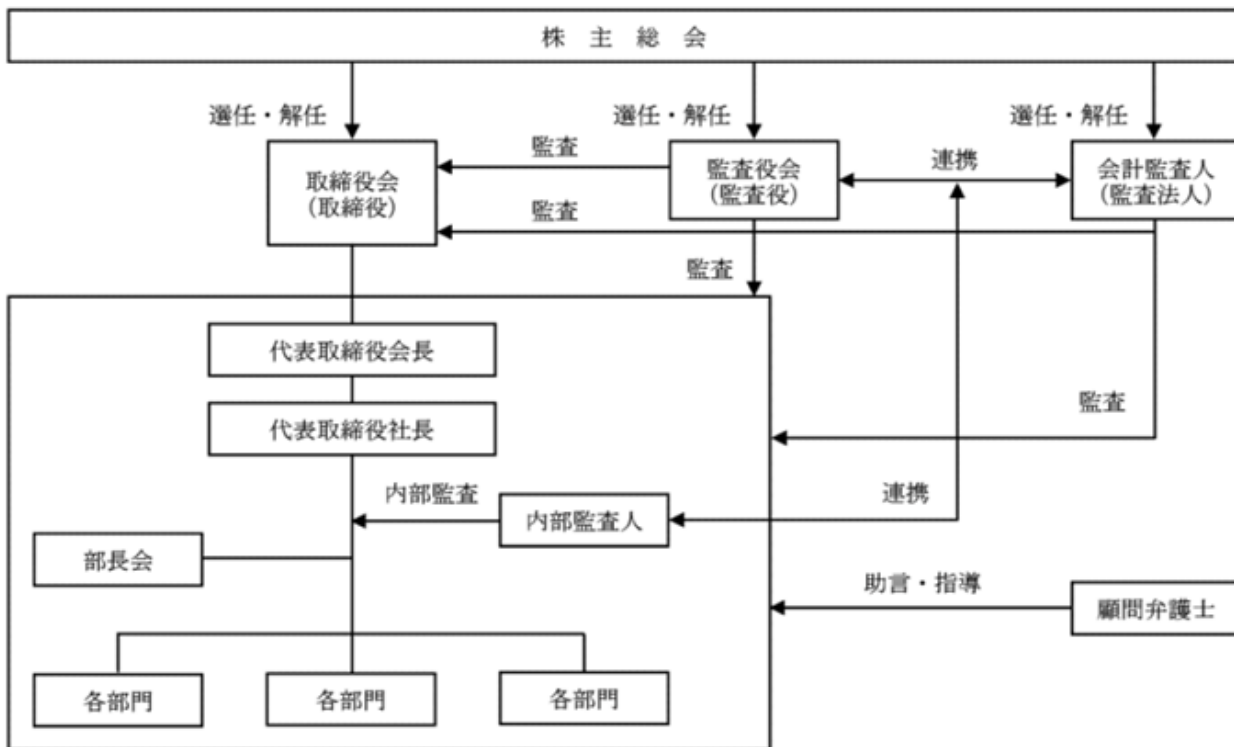 株主総会
選任・解任
選任・解任
選任・解任
取締役会
(取締役)
監査
監査
監査役会
(監査役)
連携
会計監査人
(監査法人)
監査
代表取締役会長
代表取締役社長
監査
内部監査
内部監査人
連携
部長会
助言・指導
顧問弁護士
各部門
各部門
各部門